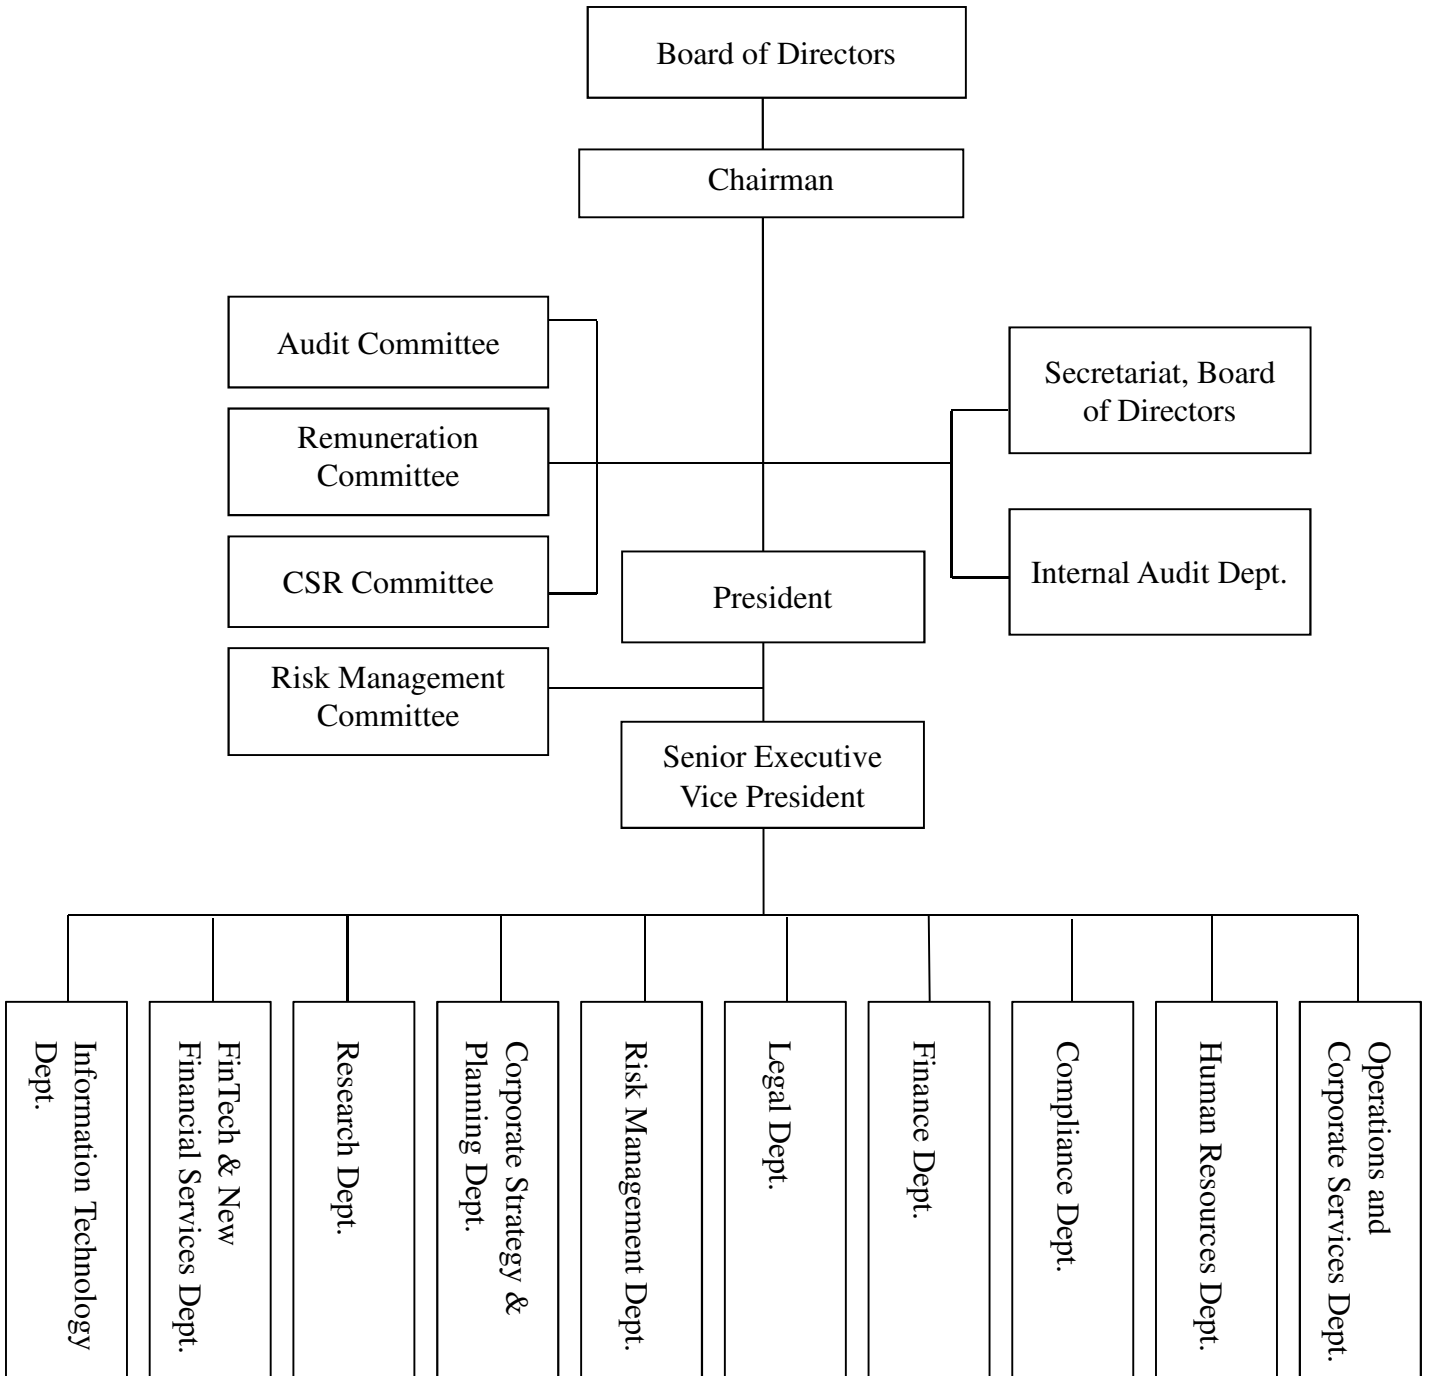 Board of Directors
Chairman
Audit Committee
Remuneration
Committee
CSR Committee
Risk Management
Committee
Secretariat, Board
of Directors
Internal Audit Dept.
President
Senior Executive
Vice President
Information Technology
Dept.
FinTech & New
Financial Services Dept.
Research Dept.
Corporate Strategy &
Planning Dept.
Risk Management Dept.
Legal Dept.
Finance Dept.
Compliance Dept.
Human Resources Dept.
Operations and
Corporate Services Dept.